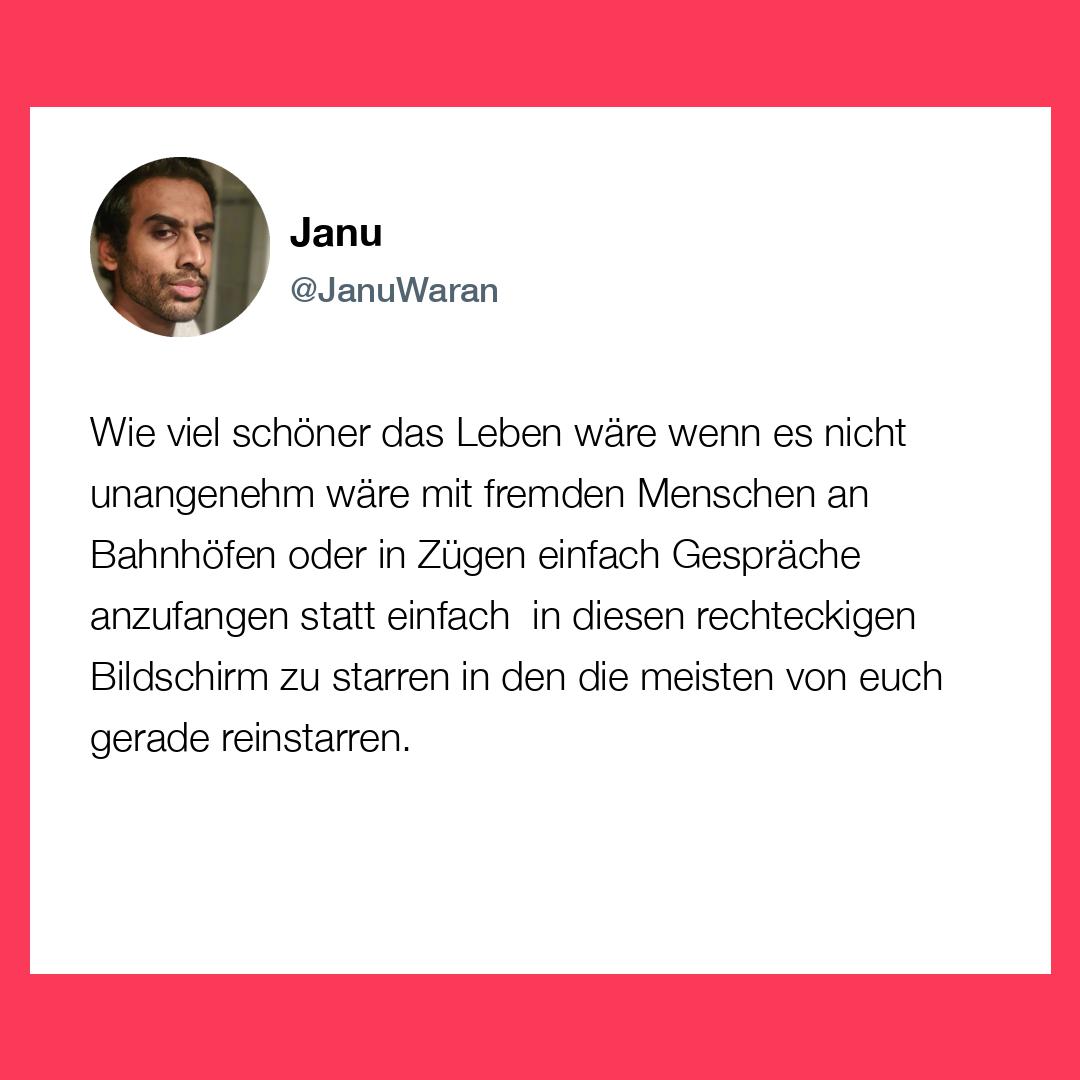 Janu
@JanuWaran
Wie viel schöner das Leben wäre wenn es nicht
unangenehm wäre mit fremden Menschen an
Bahnhöfen oder in Zügen einfach Gespräche
anzufangen statt einfach  in diesen rechteckigen
Bildschirm zu starren in den die meisten von euch
gerade reinstarren.